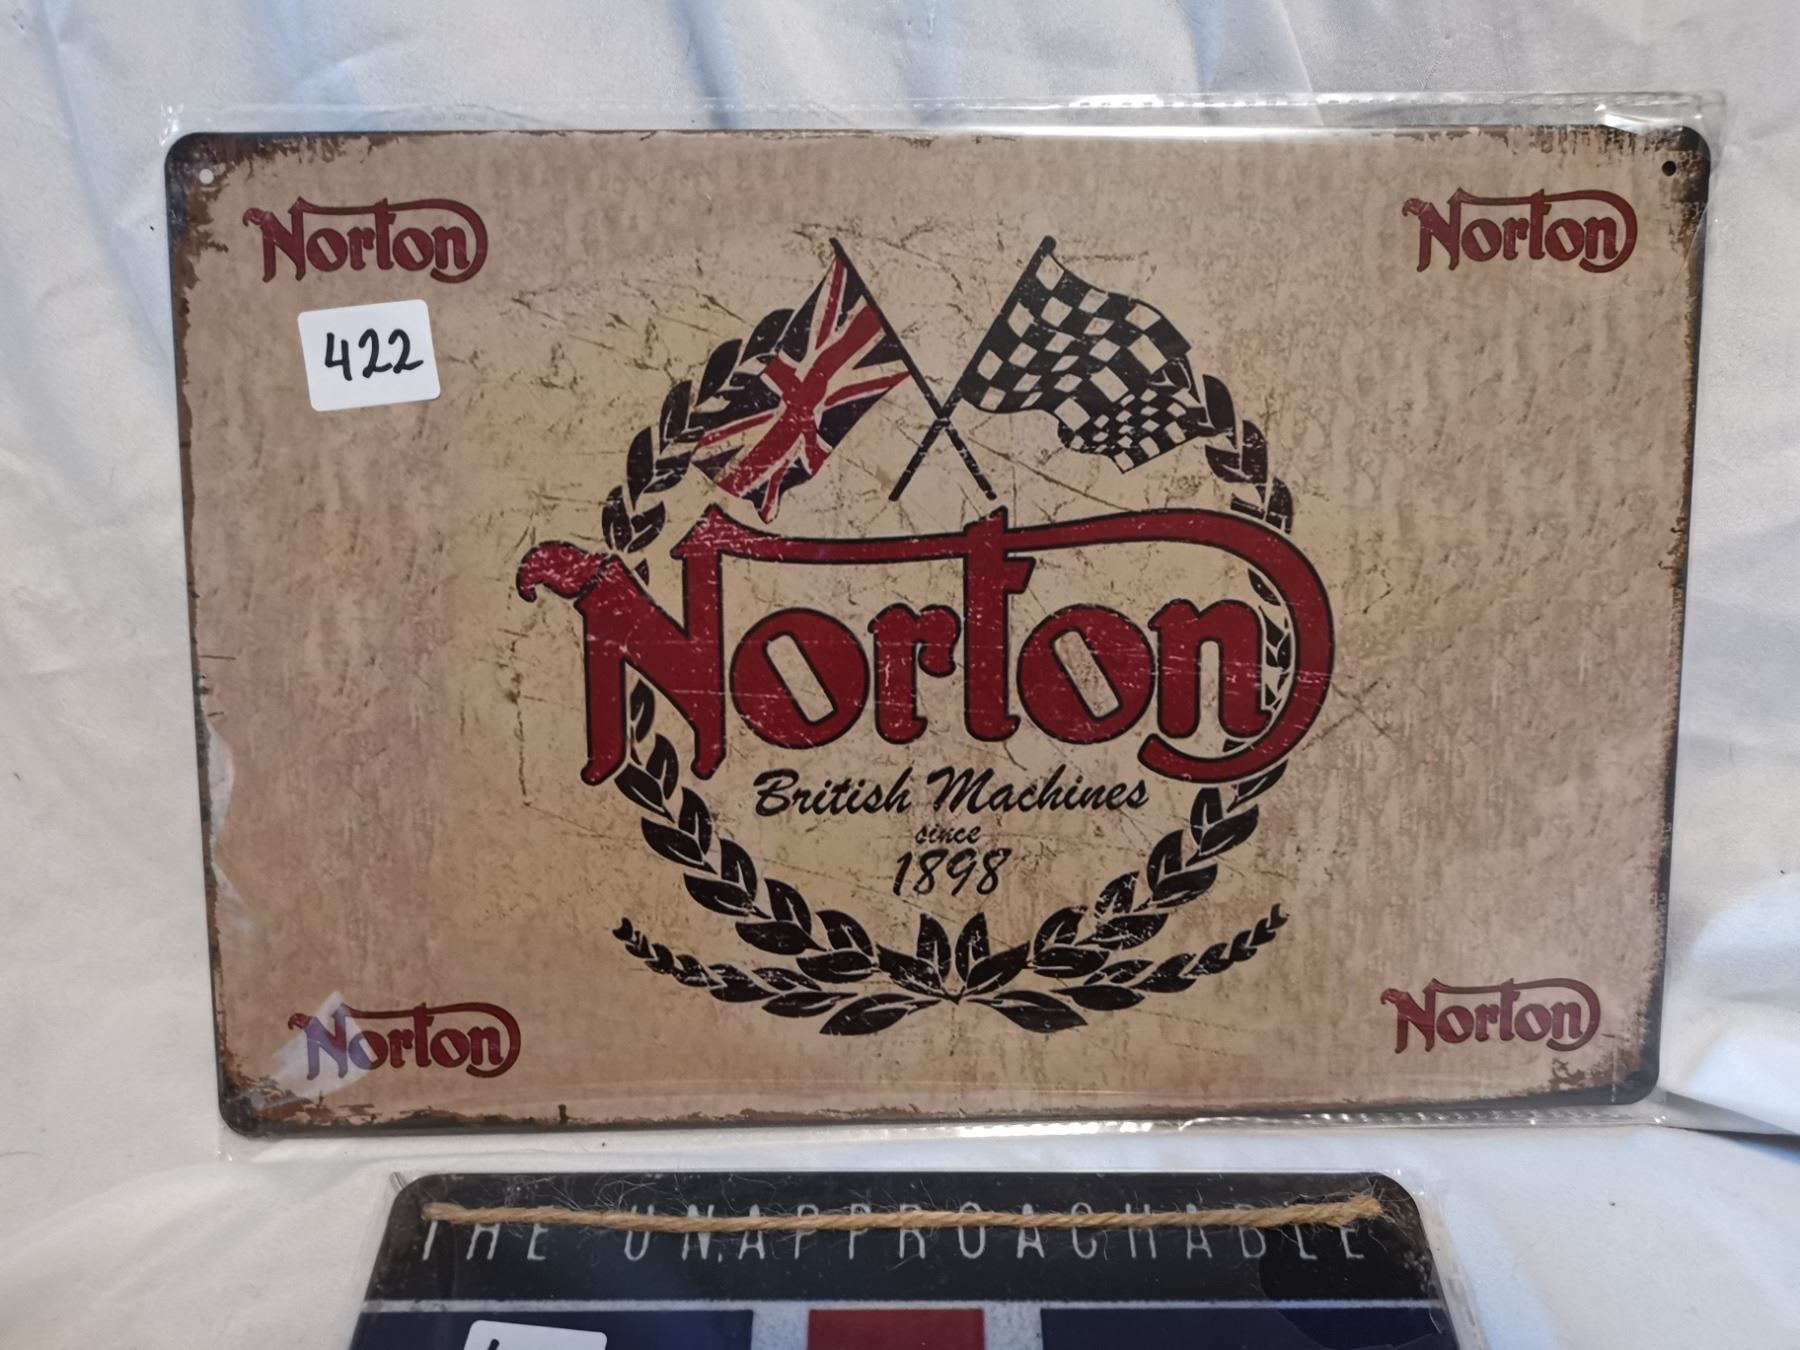 Norton
Norton
422
Norton
British Machines
since
1898
Norton
Norton
THE UNAPPROACHABLE